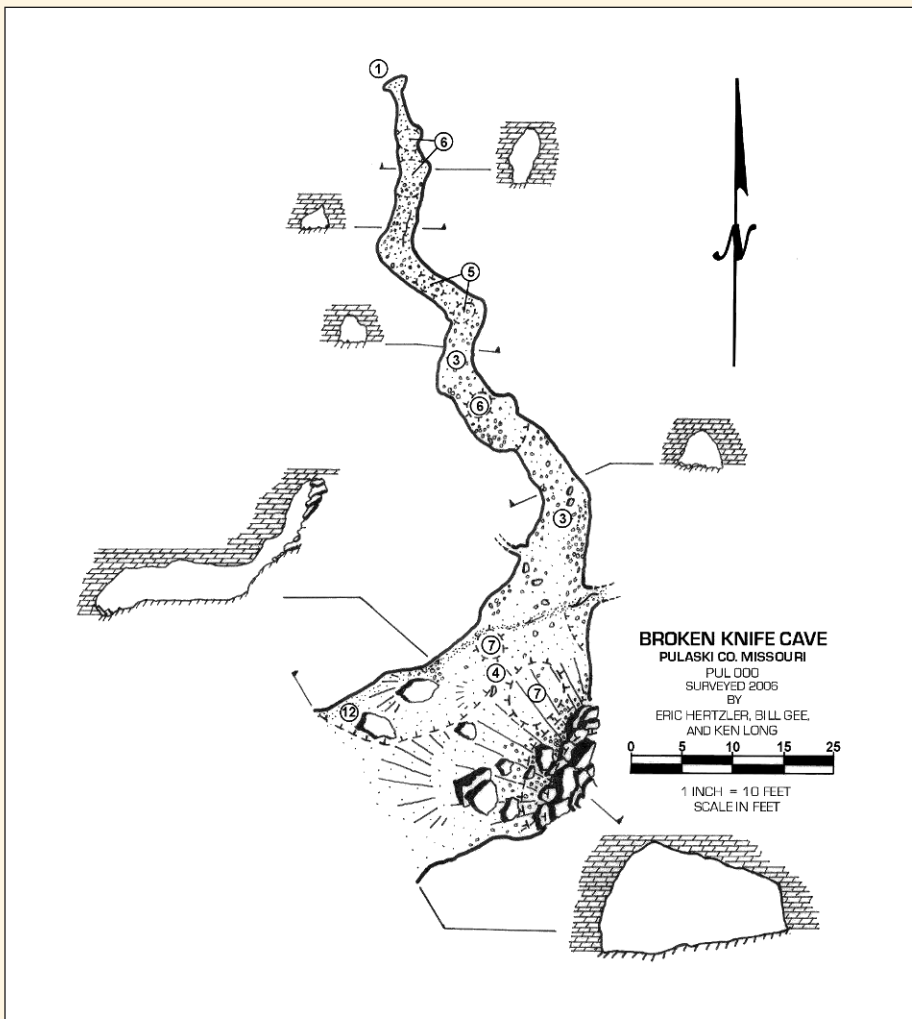 1
6
5
3
6
3
7
4
7
12
N
BROKEN KNIFE CAVE
PULASKI CO. MISSOURI
PUL 000
SURVEYED 2006
BY
ERIC HERTZLER, BILL GEE,
AND KEN LONG
0 5 10 15 25
1 INCH = 10 FEET
SCALE IN FEET